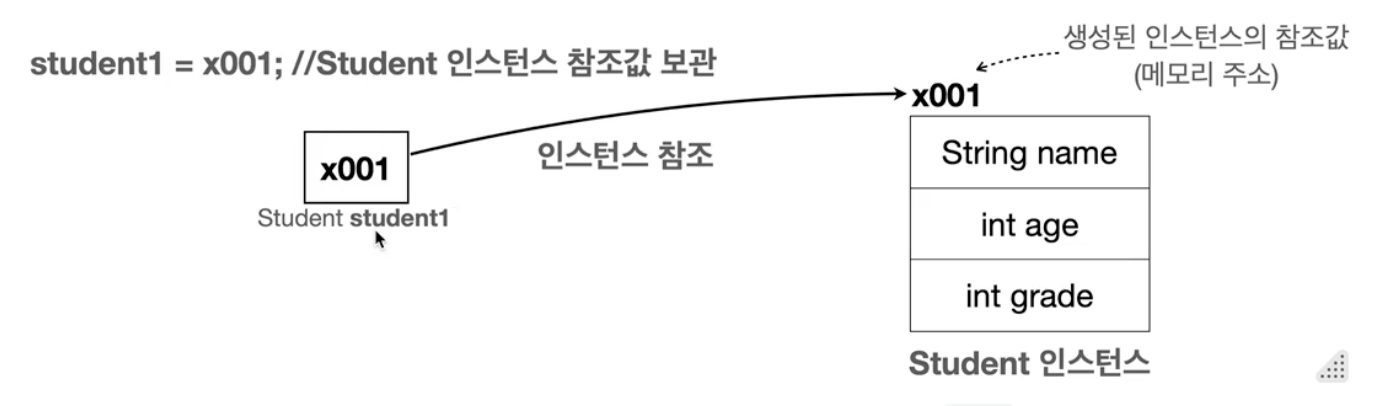 student1 = x001; //Student 인스턴스 참조값 보관
생성된 인스턴스의 참조값
(메모리 주소)
x001
인스턴스 참조
x001
Student student1
String name
int age
int grade
Student 인스턴스